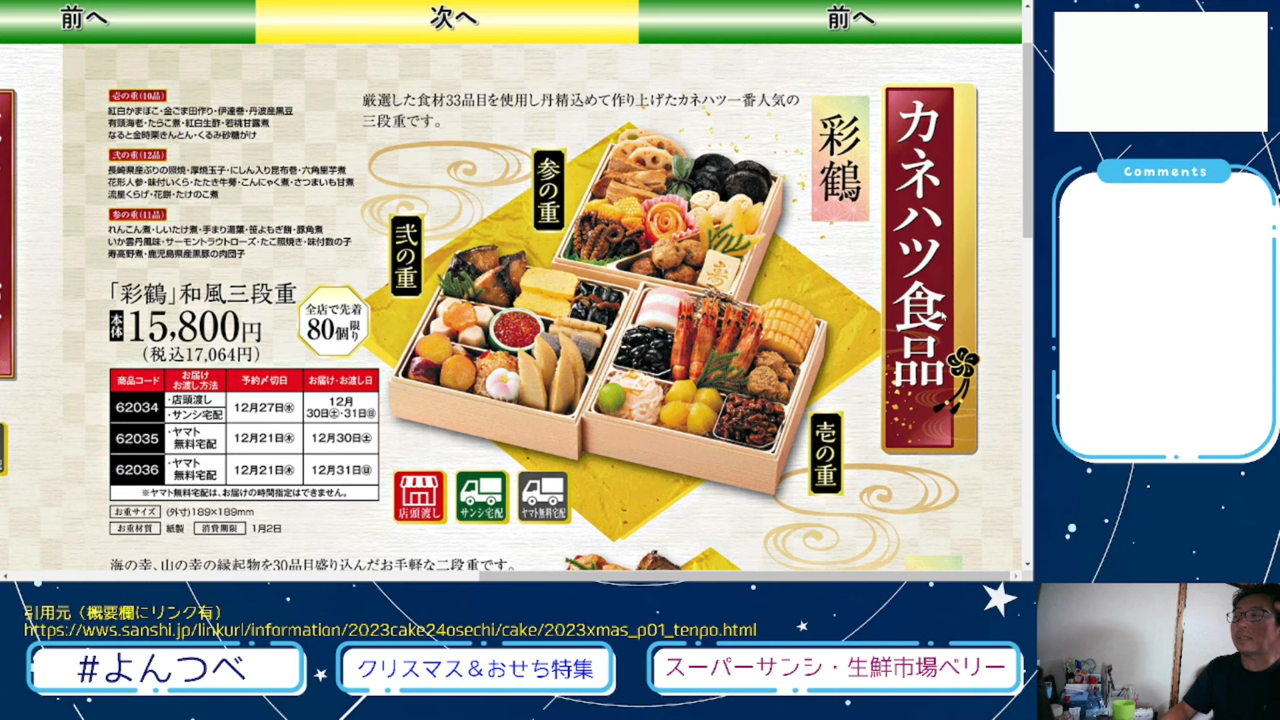 前へ
次へ
前へ
壱の重(10品)
紅白かまぼこ・金ごま田作り・伊達巻・丹波産黒豆
有頭海老・たらこ煮・紅白生酢・若桃甘露煮
なると金時栗きんとん・くるみ砂糖がけ
弐の重(12品)
長崎県産ぶりの照焼・厚焼玉子・にしん入り昆布巻・六角里芋煮
花形人参・味付いくら・たたき牛蒡・こんにゃく煮・さつまいも甘煮
流星くらげ・花餅・たけのこ煮
参の重(11品)
れんこん煮・しいたけ煮・手まり湯葉・笹よもぎ餅・豚角煮
いか雲丹風味・サーモントラウトローズ・たこ照焼き・味付数の子
寿高野煮・鹿児島県産黒豚の肉団子
厳選した食材33品目を使用し丹精込めて作り上げたカネハツ一番人気の
三段重です。
彩鶴
カネハツ食品
参の重
弐の重
壱の重
寿
「彩鶴」和風三段重
本体15,800円
(税込17,064円)
全店で先着
80個限り
商品コード お届けお渡し方法 予約〆切日 お届け・お渡し日
62034 ・店頭渡し ・サンシ宅配 12月27日㊌ 12月30日㊏・31日㊐
62035 ・ヤマト無料宅配 12月21日㊍ 12月30日㊏
62036 ・ヤマト無料宅配 12月21日㊍ 12月31日㊐
※ヤマト無料宅配は、お届けの時間指定はできません。
お重サイズ (外寸)189×189mm
お重材質 紙製 消費期限 1月2日
店頭渡し
サンシ宅配
ヤマト無料宅配
海の幸、山の幸の縁起物を30品目盛り込んだお手軽な二段重です。
Comments
引用元（概要欄にリンク有）
https://wws.sanshi.jp/linkurl/information/2023cake24osechi/cake/2023xmas_p01_tenpo.html
#よんつべ
クリスマス＆おせち特集
スーパーサンシ・生鮮市場ベリー